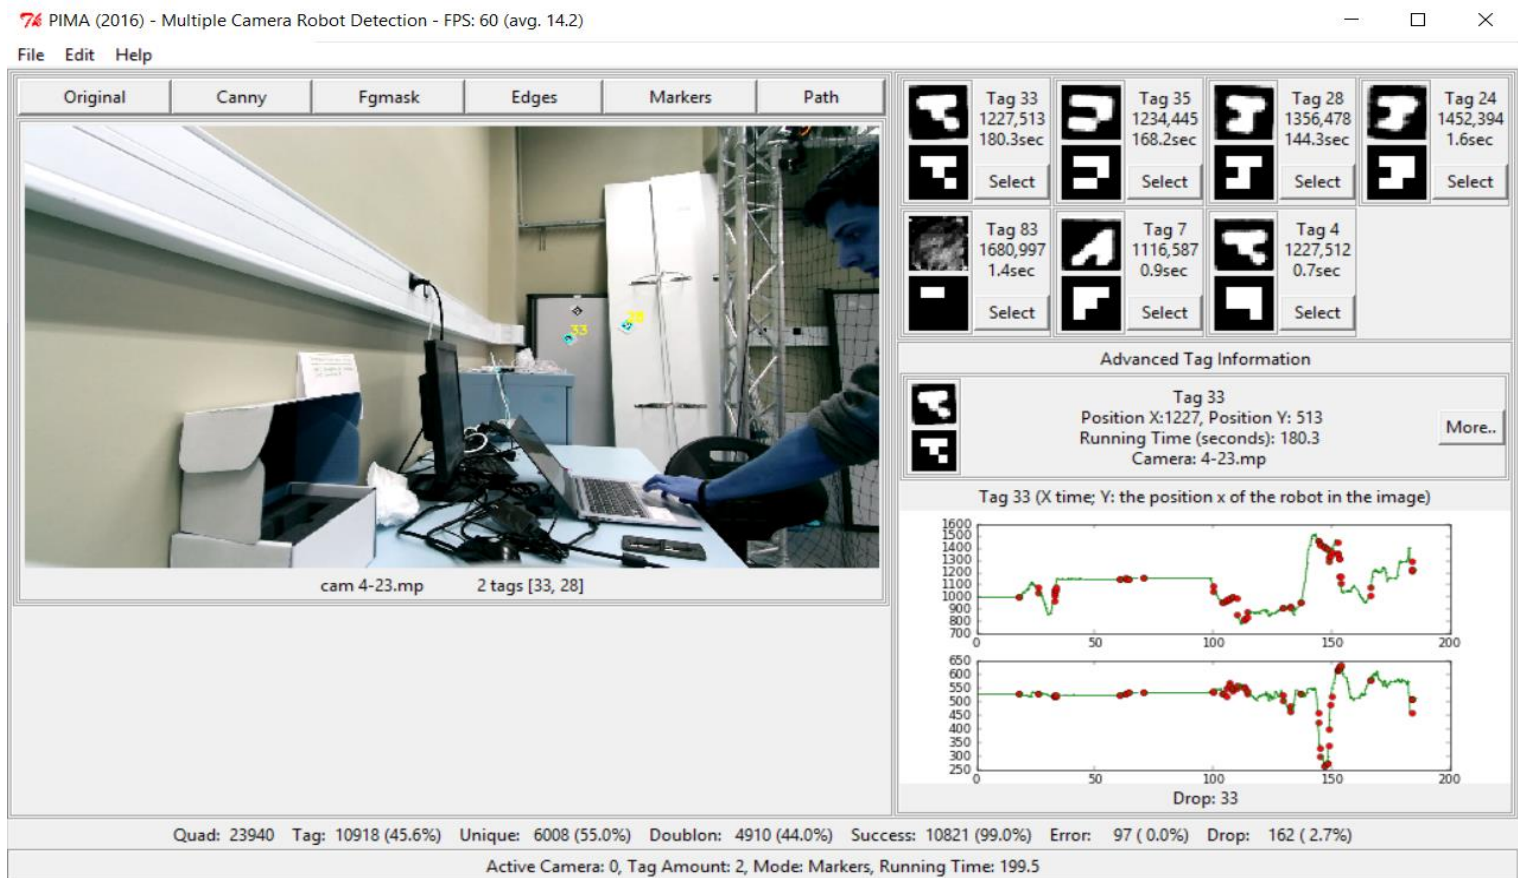 PIMA (2016) - Multiple Camera Robot Detection - FPS: 60 (avg. 14.2)
File Edit Help
Original Canny Fgmask Edges Markers Path
33
28
cam 4-23.mp 2 tags [33, 28]
Tag 33
1227,513
180.3sec
Select
Tag 35
1234,445
168.2sec
Select
Tag 28
1356,478
144.3sec
Select
Tag 24
1452,394
1.6sec
Select
Tag 83
1680,997
1.4sec
Select
Tag 7
1116,587
0.9sec
Select
Tag 4
1227,512
0.7sec
Select
Advanced Tag Information
Tag 33
Position X:1227, Position Y: 513
Running Time (seconds): 180.3
Camera: 4-23.mp
More..
Tag 33 (X time; Y: the position x of the robot in the image)
1600
1500
1400
1300
1200
1100
1000
900
800
700
0 50 100 150 200
650
600
550
500
450
400
350
300
250
0 50 100 150 200
Drop: 33
Quad: 23940 Tag: 10918 (45.6%) Unique: 6008 (55.0%) Doublon: 4910 (44.0%) Success: 10821 (99.0%) Error: 97 ( 0.0%) Drop: 162 ( 2.7%)
Active Camera: 0, Tag Amount: 2, Mode: Markers, Running Time: 199.5